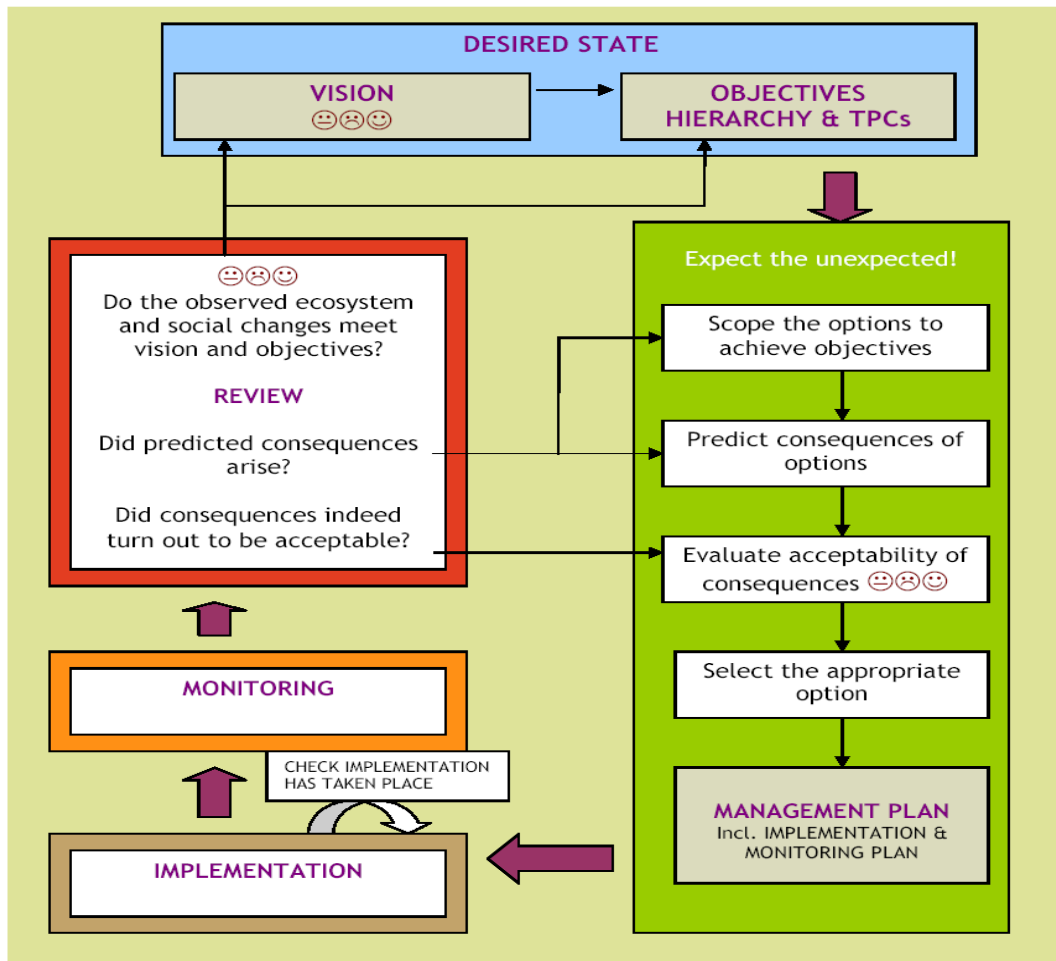 DESIRED STATE
VISION
OBJECTIVES
HIERARCHY & TPCs
Do the observed ecosystem
and social changes meet
vision and objectives?
REVIEW
Did predicted consequences
arise?
Did consequences indeed
turn out to be acceptable?
Expect the unexpected!
Scope the options to
achieve objectives
Predict consequences of
options
Evaluate acceptability of
consequences
Select the appropriate
option
MANAGEMENT PLAN
Incl. IMPLEMENTATION &
MONITORING PLAN
MONITORING
CHECK IMPLEMENTATION
HAS TAKEN PLACE
IMPLEMENTATION